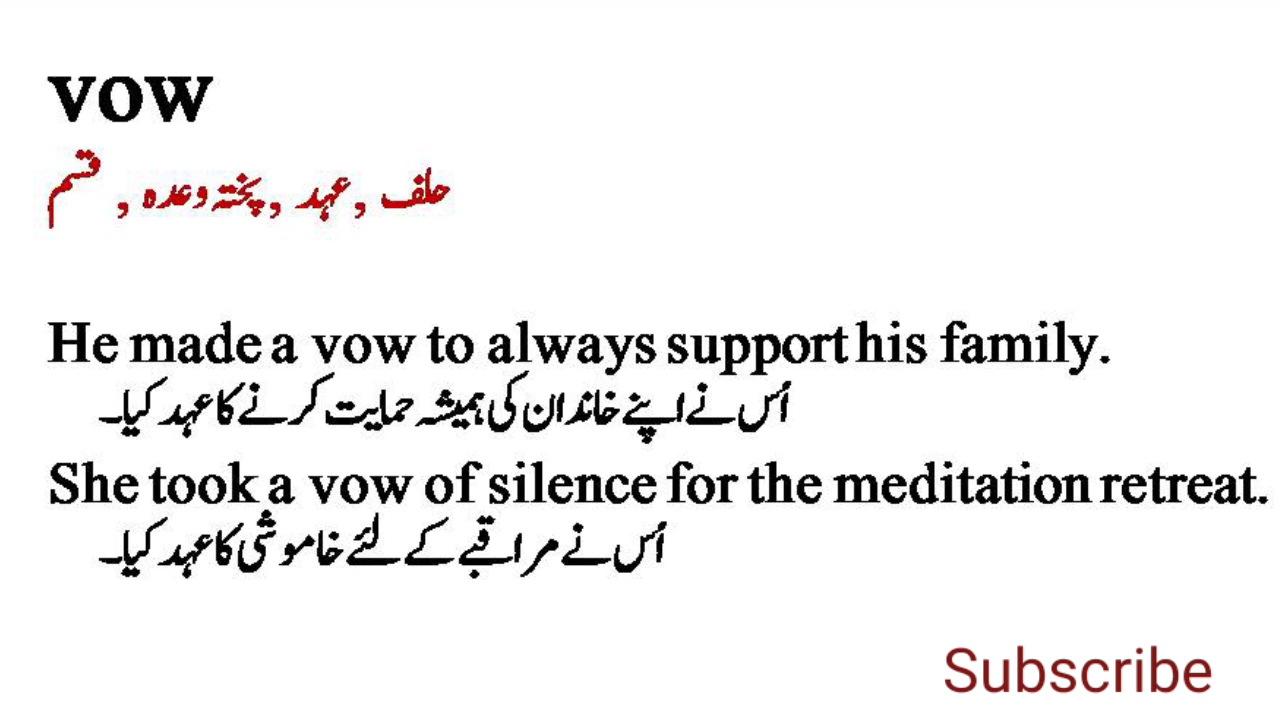 vow
حلف , عہد , پختہ وعدہ , قسم
He made a vow to always support his family.
اُس نے اپنے خاندان کی ہمیشہ حمایت کرنے کا عہد کیا۔
She took a vow of silence for the meditation retreat.
اُس نے مراقبے کے لئے خاموشی کا عہد کیا۔
Subscribe